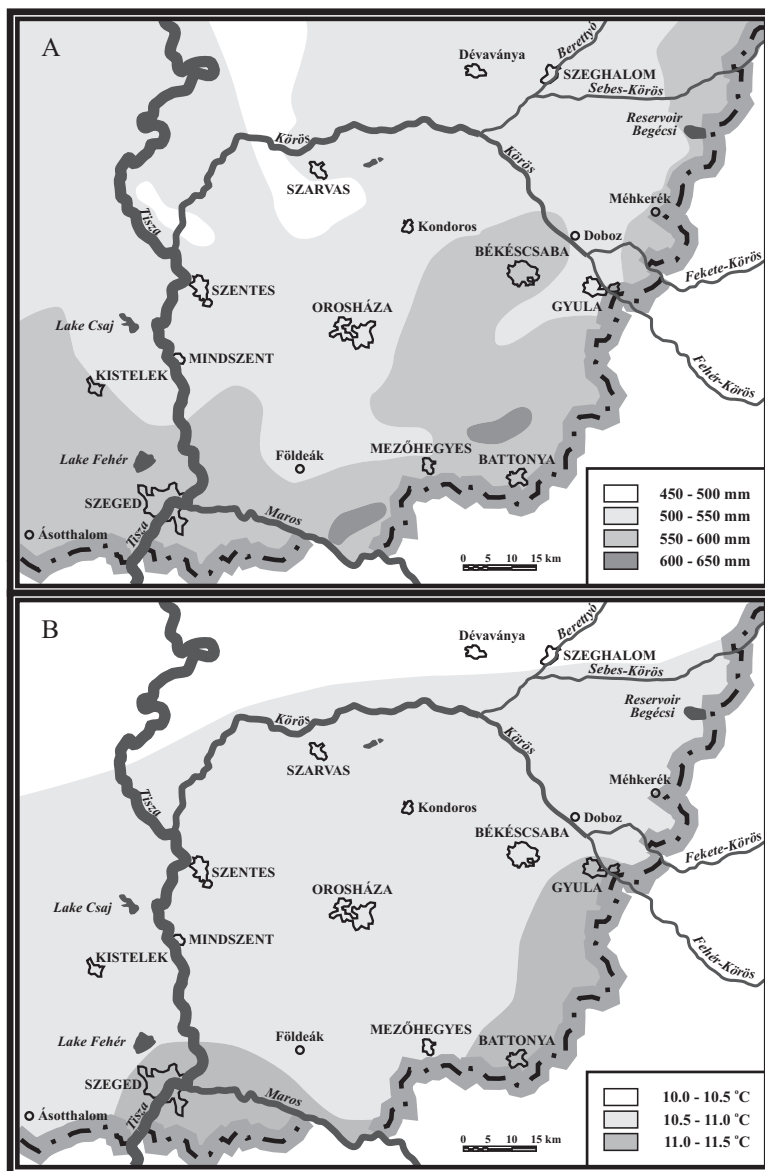 A
Dévaványa
Berettyó
SZEGHALOM
Sebes-Körös
Reservoir
Begécsi
Körös
Körös
SZARVAS
Méhkerék
Tisza
Kondoros
Doboz
BÉKÉSCSABA
Fekete-Körös
SZENTES
GYULA
OROSHÁZA
Lake Csaj
MINDSZENT
KISTELEK
Fehér-Körös
Lake Fehér
Földeák
MEZŐHEGYES
BATTONYA
SZEGED
Maros
Ásotthalom
Tisza
0 5 10 15 km
450 - 500 mm
500 - 550 mm
550 - 600 mm
600 - 650 mm
B
Dévaványa
Berettyó
SZEGHALOM
Sebes-Körös
Reservoir
Begécsi
Körös
Körös
SZARVAS
Méhkerék
Tisza
Kondoros
Doboz
BÉKÉSCSABA
Fekete-Körös
SZENTES
GYULA
OROSHÁZA
Lake Csaj
MINDSZENT
KISTELEK
Fehér-Körös
Lake Fehér
Földeák
MEZŐHEGYES
BATTONYA
SZEGED
Maros
Ásotthalom
Tisza
0 5 10 15 km
10.0 - 10.5 °C
10.5 - 11.0 °C
11.0 - 11.5 °C